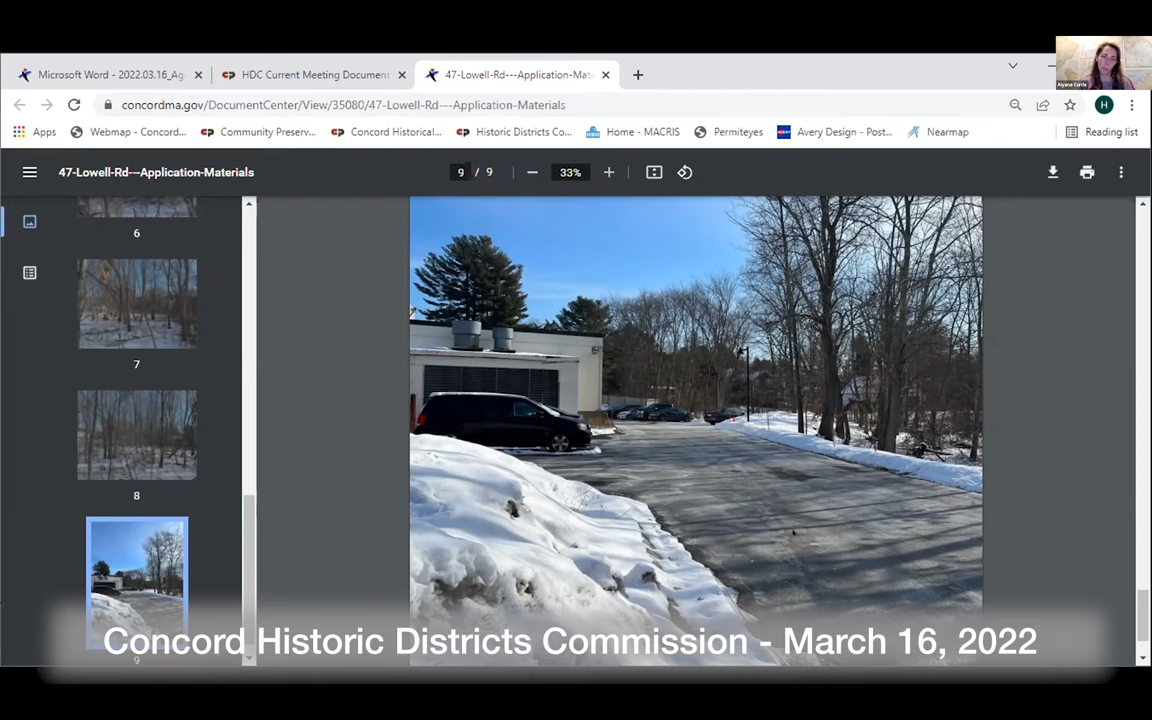 Microsoft Word - 2022.03.16_Ag
HDC Current Meeting Document
47-Lowell-Rd---Application-Mate
concordma.gov/DocumentCenter/View/35080/47-Lowell-Rd---Application-Materials
H
Apps
Webmap - Concord...
Community Preserv...
Concord Historical...
Historic Districts Co...
Home - MACRIS
Permiteyes
Avery Design - Post...
Nearmap
Reading list
47-Lowell-Rd---Application-Materials
9 / 9
33%
6
7
8
9
Concord Historic Districts Commission - March 16, 2022